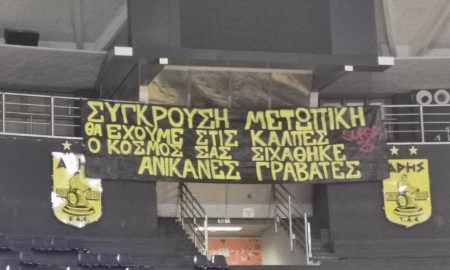 ΣΥΓΚΡΟΥΣΗ ΜΕΤΩΠΙΚΗ
ΘΑ ΕΧΟΥΜΕ ΣΤΙΣ ΚΑΛΠΕΣ
Ο ΚΟΣΜΟΣ ΣΑΣ ΣΙΧΑΘΗΚΕ
ΑΝΙΚΑΝΕΣ ΓΡΑΒΑΤΕΣ
ΑΡΗΣ